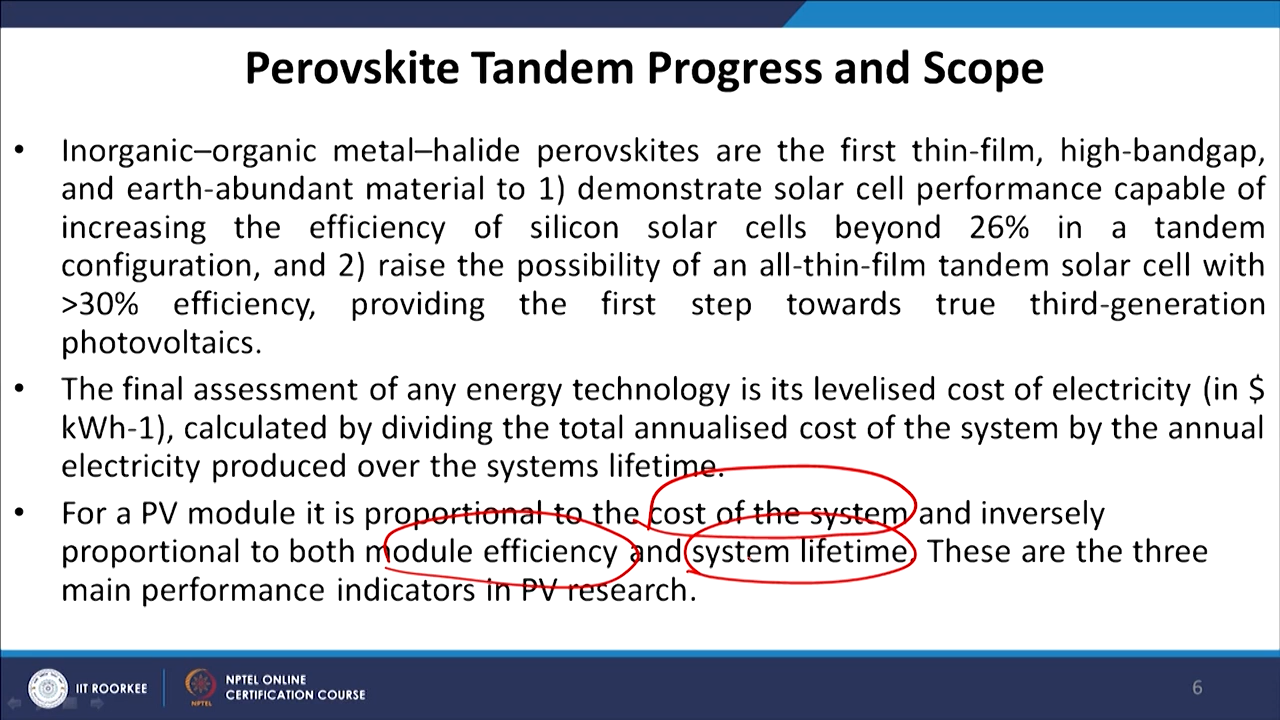 Perovskite Tandem Progress and Scope
• Inorganic–organic metal–halide perovskites are the first thin-film, high-bandgap,
and earth-abundant material to 1) demonstrate solar cell performance capable of
increasing the efficiency of silicon solar cells beyond 26% in a tandem
configuration, and 2) raise the possibility of an all-thin-film tandem solar cell with
>30% efficiency, providing the first step towards true third-generation
photovoltaics.
• The final assessment of any energy technology is its levelised cost of electricity (in $
kWh-1), calculated by dividing the total annualised cost of the system by the annual
electricity produced over the systems lifetime.
• For a PV module it is proportional to the cost of the system and inversely
proportional to both module efficiency and system lifetime. These are the three
main performance indicators in PV research.
IIT ROORKEE
NPTEL
NPTEL ONLINE
CERTIFICATION COURSE
6